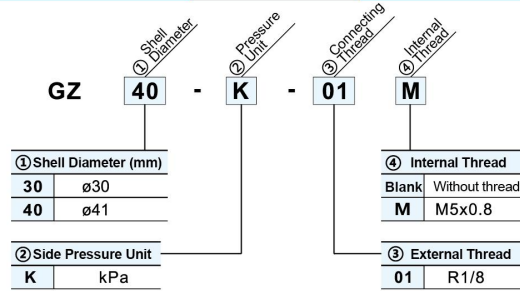 ① Shell Diameter
② Pressure Unit
③ Connecting Thread
④ Internal Thread
GZ 40 - K - 01 M
① Shell Diameter (mm)
30 ø30
40 ø41
② Side Pressure Unit
K kPa
④ Internal Thread
Blank Without thread
M M5x0.8
③ External Thread
01 R1/8